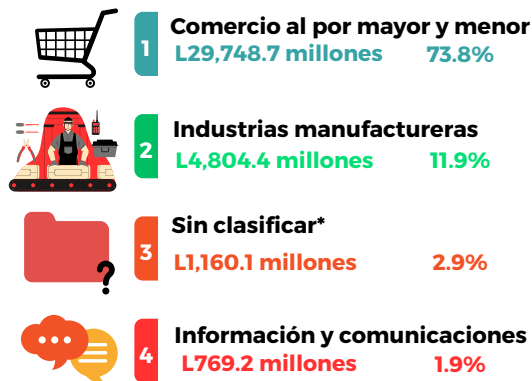 1
Comercio al por mayor y menor
L29,748.7 millones 73.8%
2
Industrias manufactureras
L4,804.4 millones 11.9%
3
Sin clasificar*
L1,160.1 millones 2.9%
?
4
Información y comunicaciones
L769.2 millones 1.9%